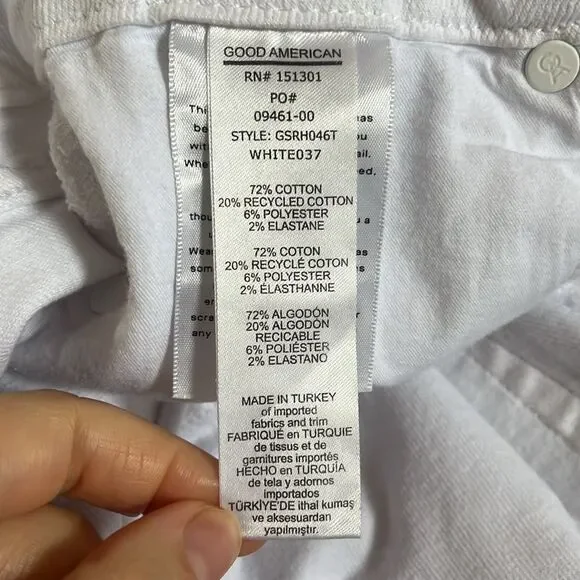 GOOD AMERICAN
RN# 151301
PO#
09461-00
STYLE: GSRH046T
WHITE037
72% COTTON
20% RECYCLED COTTON
6% POLYESTER
2% ELASTANE
72% COTON
20% RECYCLÉ COTON
6% POLYESTER
2% ÉLASTHANNE
72% ALGODÓN
20% ALGODÓN
RECICABLE
6% POLIÉSTER
2% ELASTANO
MADE IN TURKEY
of imported
fabrics and trim
FABRIQUÉ en TURQUIE
de tissus et de
garnitures importés
HECHO en TURQUÍA
de tela y adornos
importados
TÜRKİYE'DE ithal kumaş
ve aksesuardan
yapılmıştır.